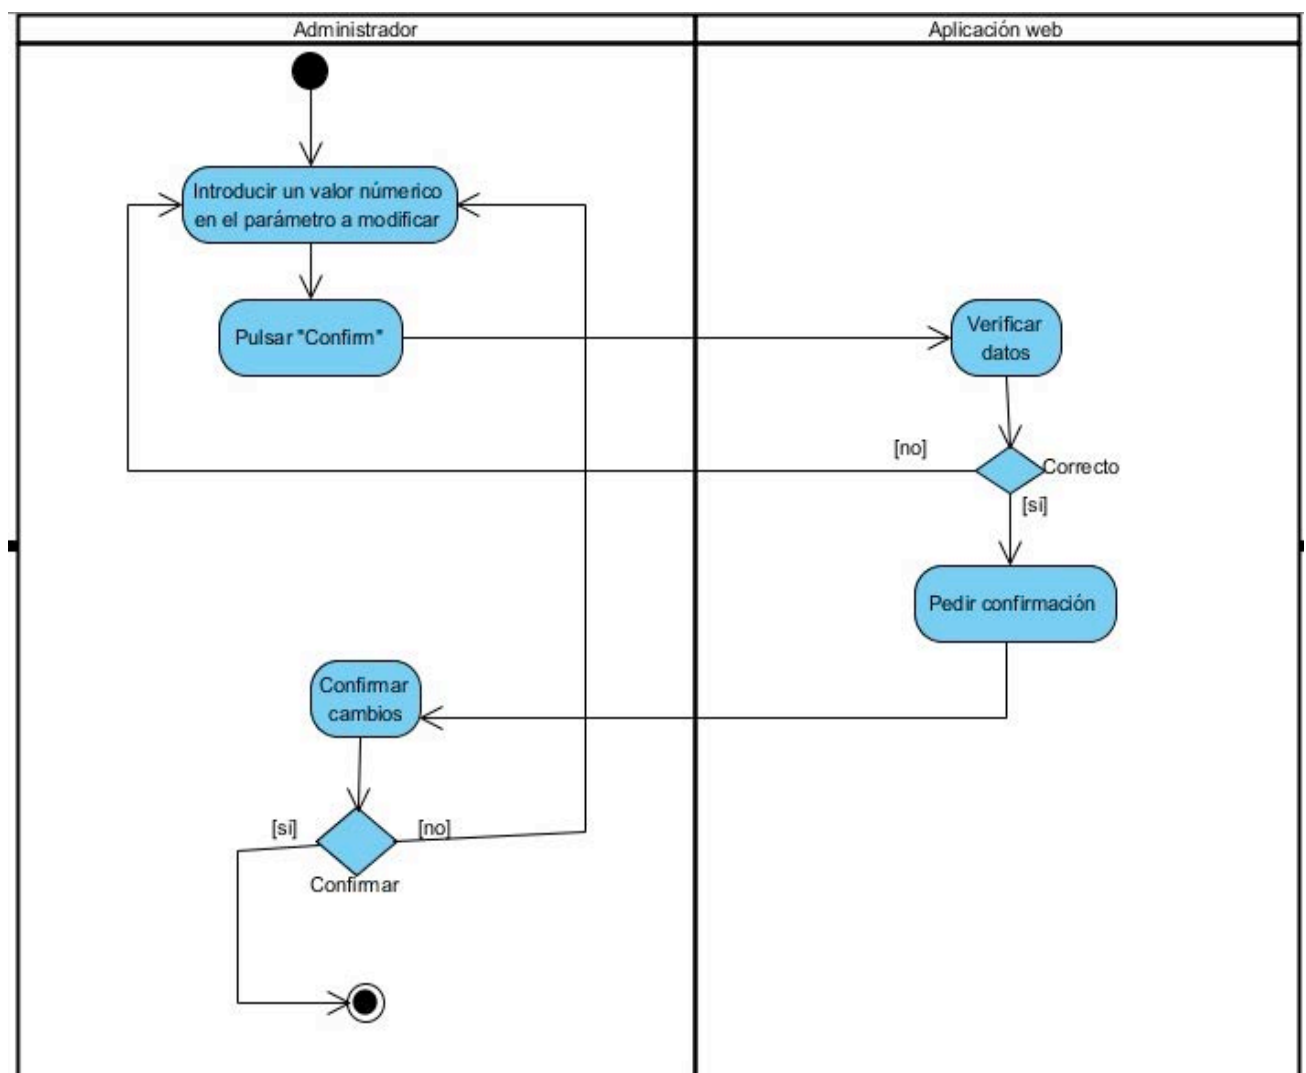 Administrador
Aplicación web
Introducir un valor númerico
en el parámetro a modificar
Pulsar "Confirm"
Verificar
datos
[no]
Correcto
[si]
Pedir confirmación
Confirmar
cambios
[si]
[no]
Confirmar